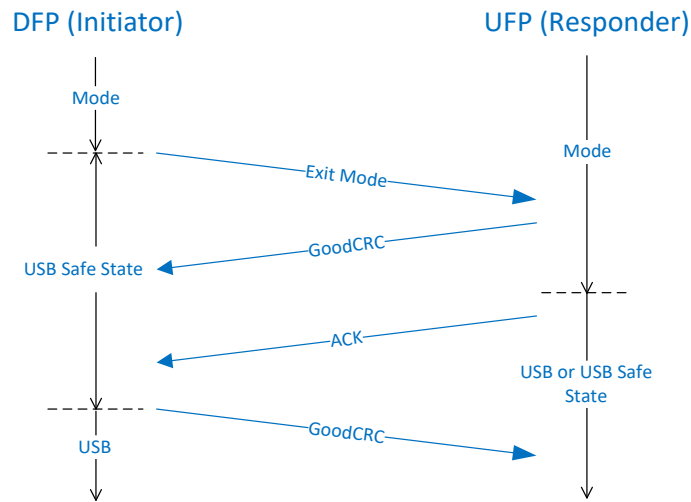 DFP (Initiator)
UFP (Responder)
Mode
Mode
Exit Mode
GoodCRC
USB Safe State
ACK
USB or USB Safe
State
GoodCRC
USB